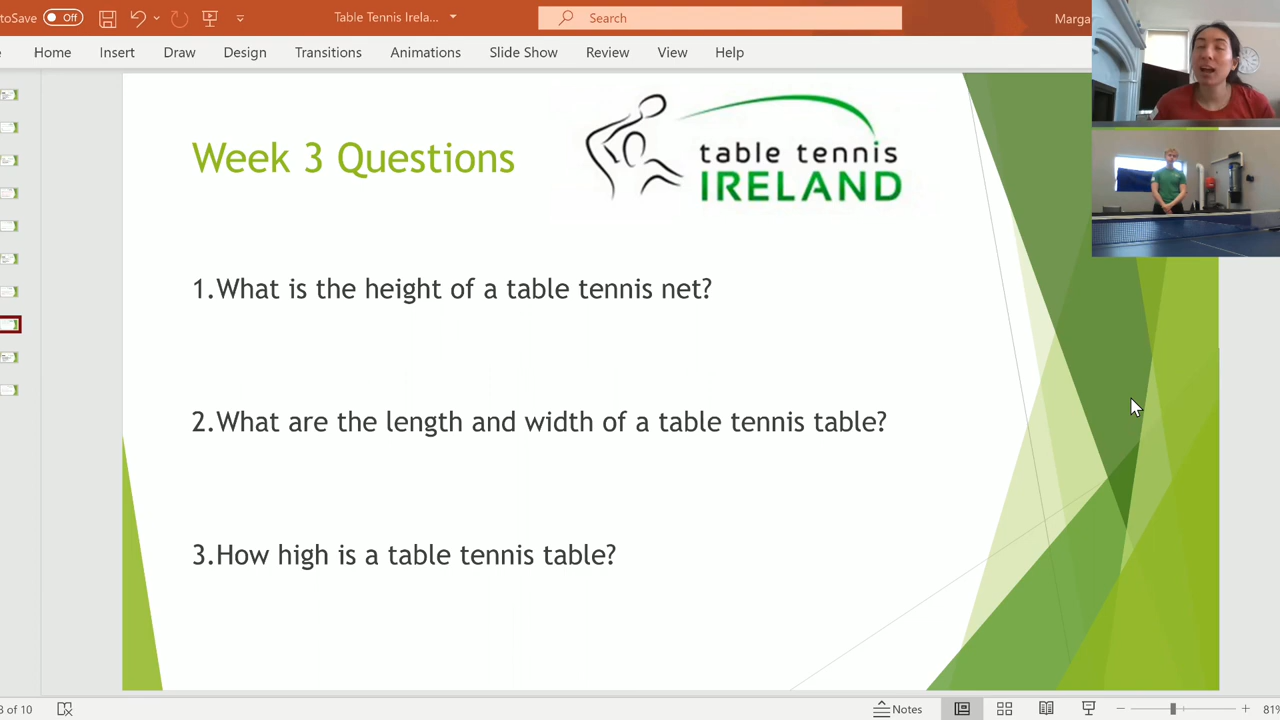 toSave Off Table Tennis Irela... Search Marga
Home Insert Draw Design Transitions Animations Slide Show Review View Help
Week 3 Questions
table tennis
IRELAND
1.What is the height of a table tennis net?
2.What are the length and width of a table tennis table?
3.How high is a table tennis table?
of 10 Notes 81%